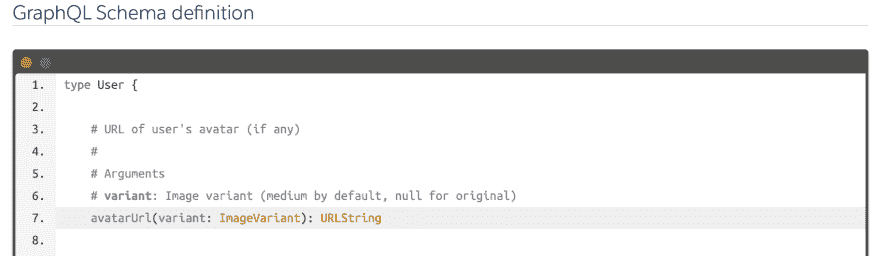 GraphQL Schema definition
1. type User {
2.
3. # URL of user's avatar (if any)
4. #
5. # Arguments
6. # variant: Image variant (medium by default, null for original)
7. avatarUrl(variant: ImageVariant): URLString
8.